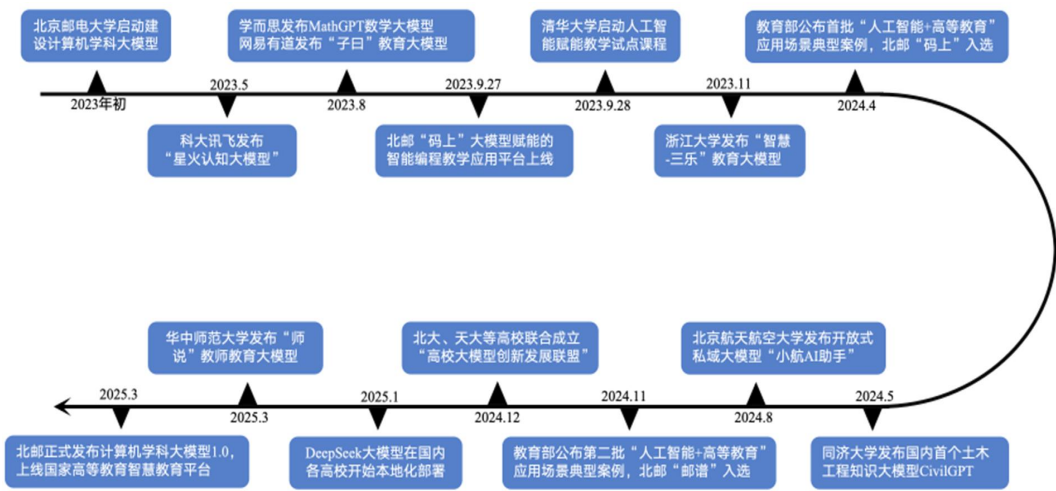 北京邮电大学启动建
设计算机学科大模型
2023年初
2023.5
科大讯飞发布
“星火认知大模型”
学而思发布MathGPT数学大模型
网易有道发布“子曰”教育大模型
2023.8
2023.9.27
北邮“码上”大模型赋能的
智能编程教学应用平台上线
清华大学启动人工智
能赋能教学试点课程
2023.9.28
2023.11
浙江大学发布“智慧
-三乐”教育大模型
教育部公布首批“人工智能+高等教育”
应用场景典型案例，北邮“码上”入选
2024.4
2024.5
同济大学发布国内首个土木
工程知识大模型CivilGPT
北京航天航空大学发布开放式
私域大模型“小航AI助手”
2024.8
2024.11
教育部公布第二批“人工智能+高等教育”
应用场景典型案例，北邮“邮谱”入选
北大、天大等高校联合成立
“高校大模型创新发展联盟”
2024.12
2025.1
DeepSeek大模型在国内
各高校开始本地化部署
华中师范大学发布“师
说”教师教育大模型
2025.3
2025.3
北邮正式发布计算机学科大模型1.0，
上线国家高等教育智慧教育平台